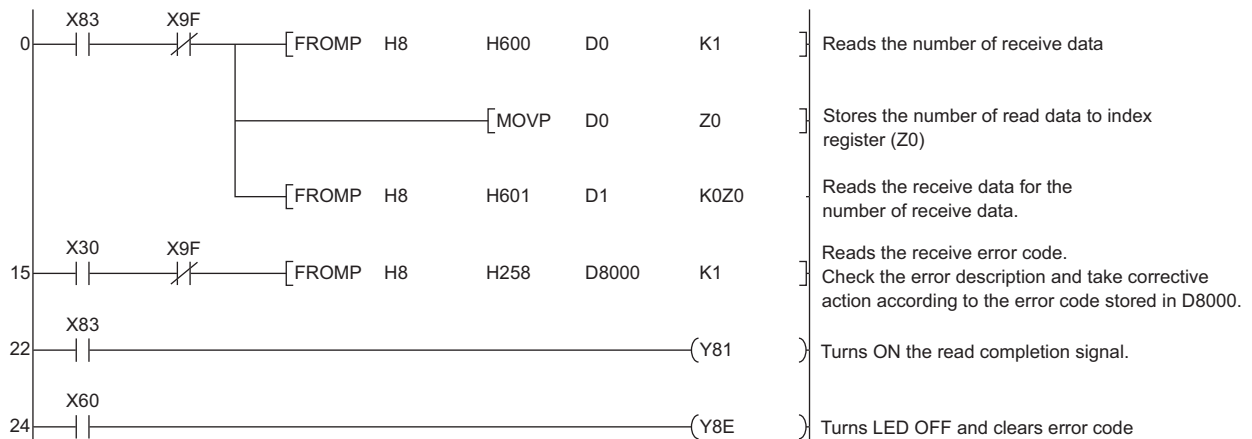 X83 X9F
0 FROMP H8 H600 D0 K1 Reads the number of receive data
MOVP D0 Z0 Stores the number of read data to index
register (Z0)
FROMP H8 H601 D1 K0Z0 Reads the receive data for the
number of receive data.
X30 X9F Reads the receive error code.
15 FROMP H8 H258 D8000 K1 Check the error description and take corrective
action according to the error code stored in D8000.
X83
22 Y81 Turns ON the read completion signal.
X60
24 Y8E Turns LED OFF and clears error code